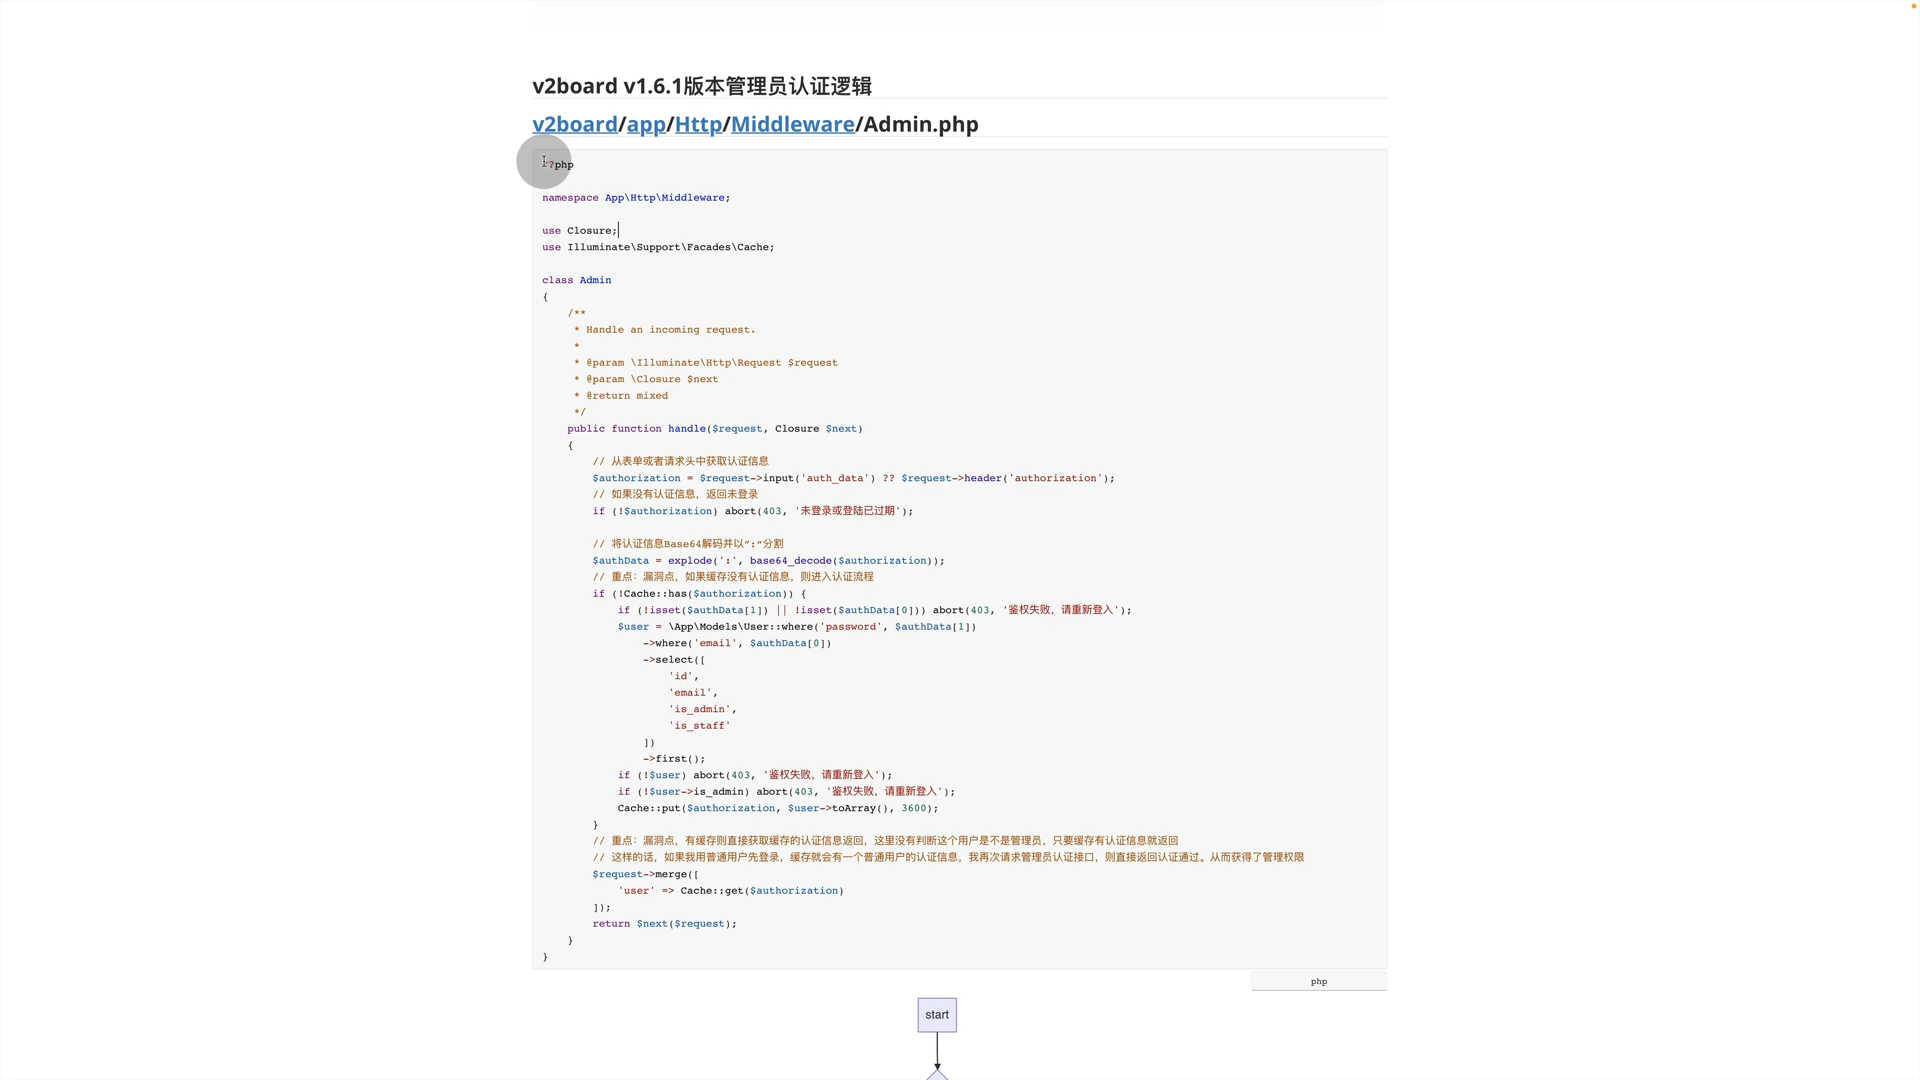 v2board v1.6.1版本管理员认证逻辑
v2board/app/Http/Middleware/Admin.php
?php
namespace App\Http\Middleware;
use Closure;
use Illuminate\Support\Facades\Cache;
class Admin
{
/**
* Handle an incoming request.
*
* @param \Illuminate\Http\Request $request
* @param \Closure $next
* @return mixed
*/
public function handle($request, Closure $next)
{
// 从表单或者请求头中获取认证信息
$authorization = $request->input('auth_data') ?? $request->header('authorization');
// 如果没有认证信息，返回未登录
if (!$authorization) abort(403, '未登录或登陆已过期');
// 将认证信息Base64解码并以":"分割
$authData = explode(':', base64_decode($authorization));
// 重点：漏洞点，如果缓存没有认证信息，则进入认证流程
if (!Cache::has($authorization)) {
if (!isset($authData[1]) || !isset($authData[0])) abort(403, '鉴权失败，请重新登入');
$user = \App\Models\User::where('password', $authData[1])
->where('email', $authData[0])
->select([
'id',
'email',
'is_admin',
'is_staff'
])
->first();
if (!$user) abort(403, '鉴权失败，请重新登入');
if (!$user->is_admin) abort(403, '鉴权失败，请重新登入');
Cache::put($authorization, $user->toArray(), 3600);
}
// 重点：漏洞点，有缓存则直接获取缓存的认证信息返回，这里没有判断这个用户是不是管理员，只要缓存有认证信息就返回
// 这样的话，如果我用普通用户先登录，缓存就会有一个普通用户的认证信息，我再次请求管理员认证接口，则直接返回认证通过。从而获得了管理权限
$request->merge([
'user' => Cache::get($authorization)
]);
return $next($request);
}
}
php
start